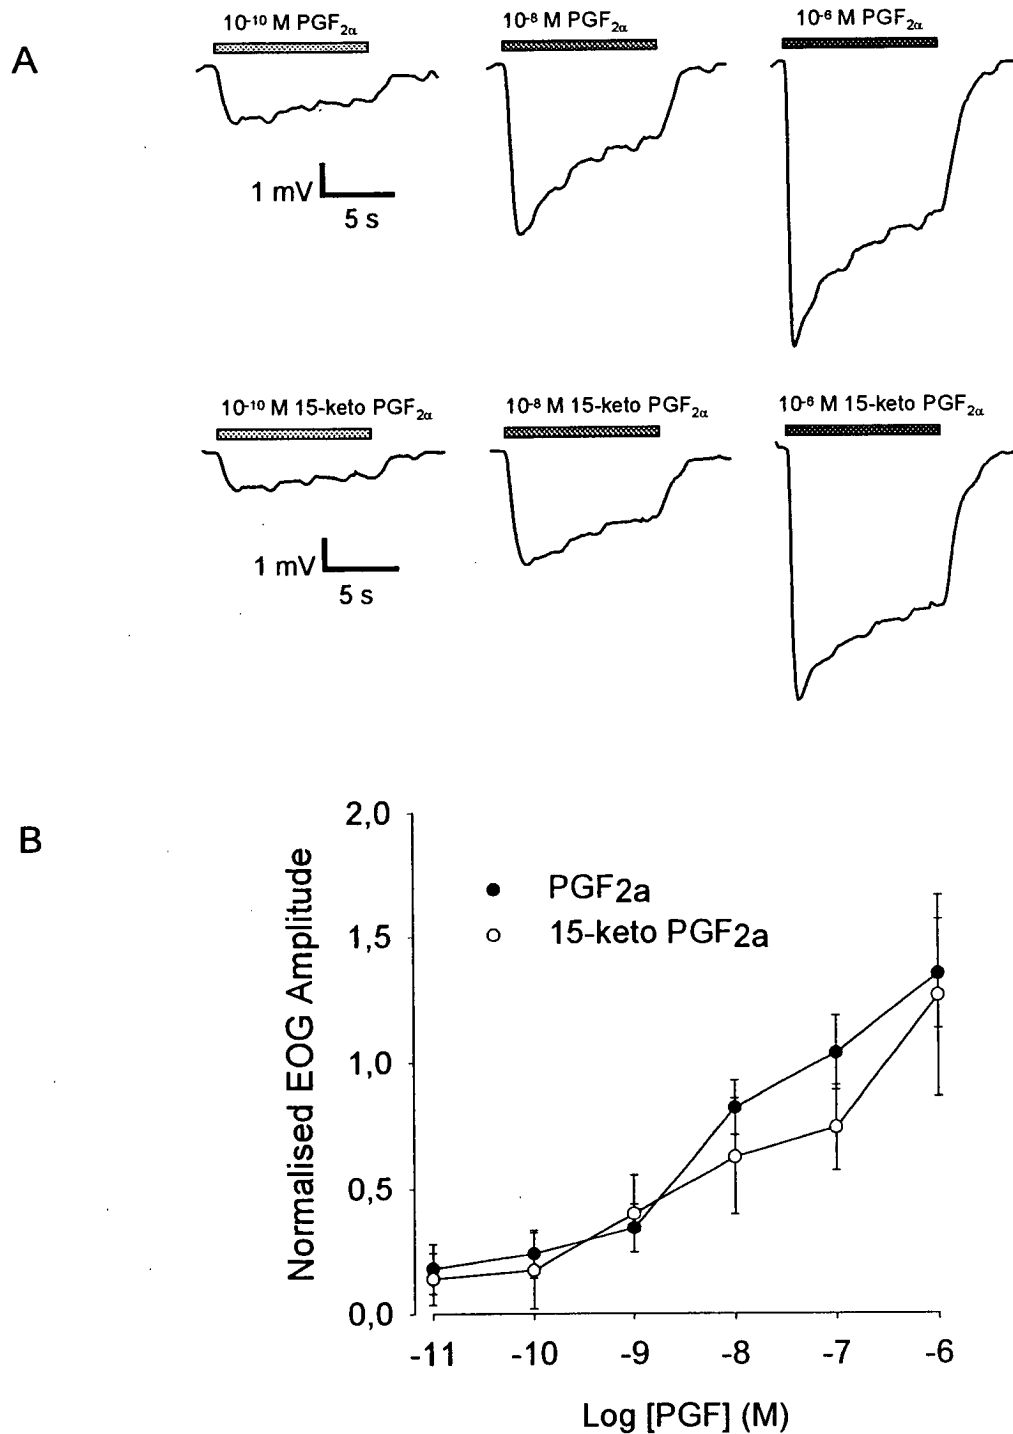 A
10⁻¹⁰ M PGF₂α
10⁻⁸ M PGF₂α
10⁻⁶ M PGF₂α
1 mV
5 s
10⁻¹⁰ M 15-keto PGF₂α
10⁻⁸ M 15-keto PGF₂α
10⁻⁶ M 15-keto PGF₂α
1 mV
5 s
B
Normalised EOG Amplitude
2,0
1,5
1,0
0,5
0,0
PGF2a
15-keto PGF2a
-11 -10 -9 -8 -7 -6
Log [PGF] (M)